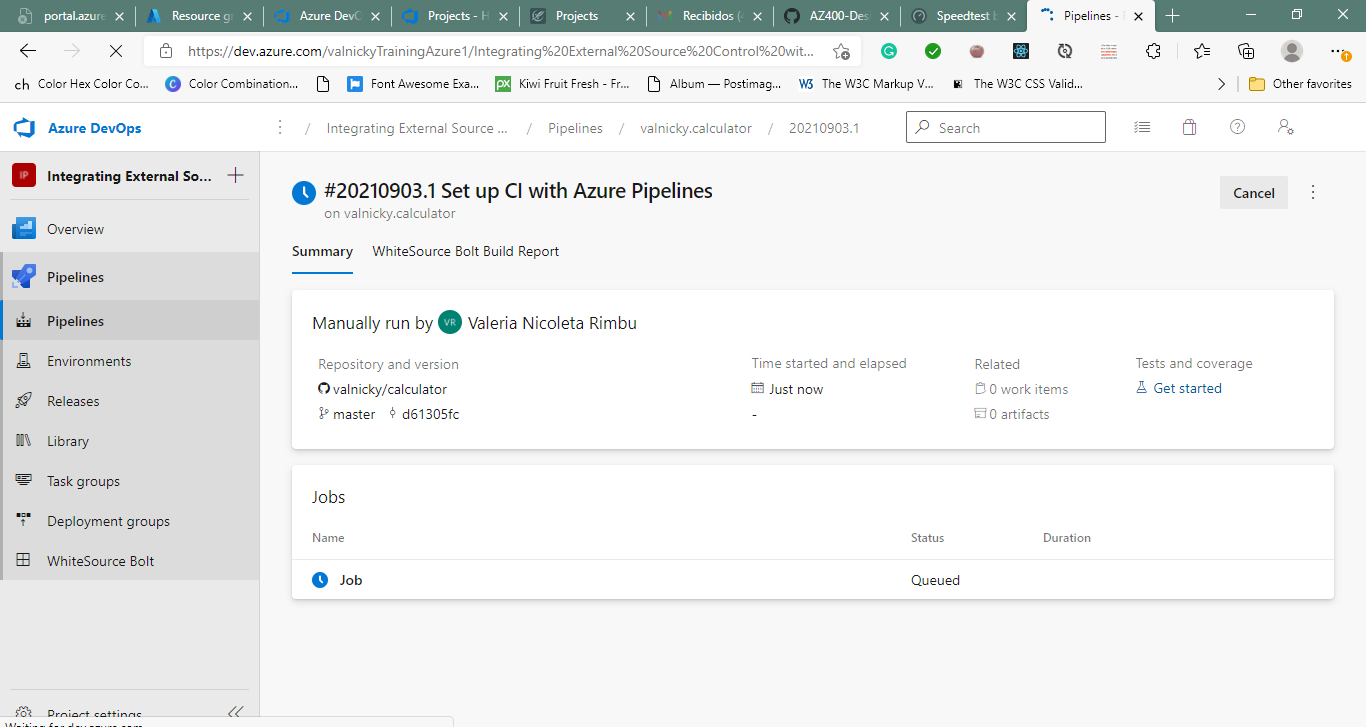 portal.azure
Resource g
Azure DevO
Projects - H
Projects
Recibidos (
AZ400-Des
Speedtest b
Pipelines -
https://dev.azure.com/valnickyTrainingAzure1/Integrating%20External%20Source%20Control%20wit...
ch Color Hex Color Co...
C Color Combination...
Font Awesome Exa...
px Kiwi Fruit Fresh - Fr...
Album — Postimag...
W3 The W3C Markup V...
The W3C CSS Valid...
Other favorites
Azure DevOps
/ Integrating External Source ... / Pipelines / valnicky.calculator / 20210903.1
Search
IP Integrating External So...
Overview
Pipelines
Pipelines
Environments
Releases
Library
Task groups
Deployment groups
WhiteSource Bolt
Project settings
Waiting for dev.azure.com
#20210903.1 Set up CI with Azure Pipelines
on valnicky.calculator
Cancel
Summary
WhiteSource Bolt Build Report
Manually run by VR Valeria Nicoleta Rimbu
Repository and version
valnicky/calculator
master d61305fc
Time started and elapsed
Just now
-
Related
0 work items
0 artifacts
Tests and coverage
Get started
Jobs
Name Status Duration
Job Queued